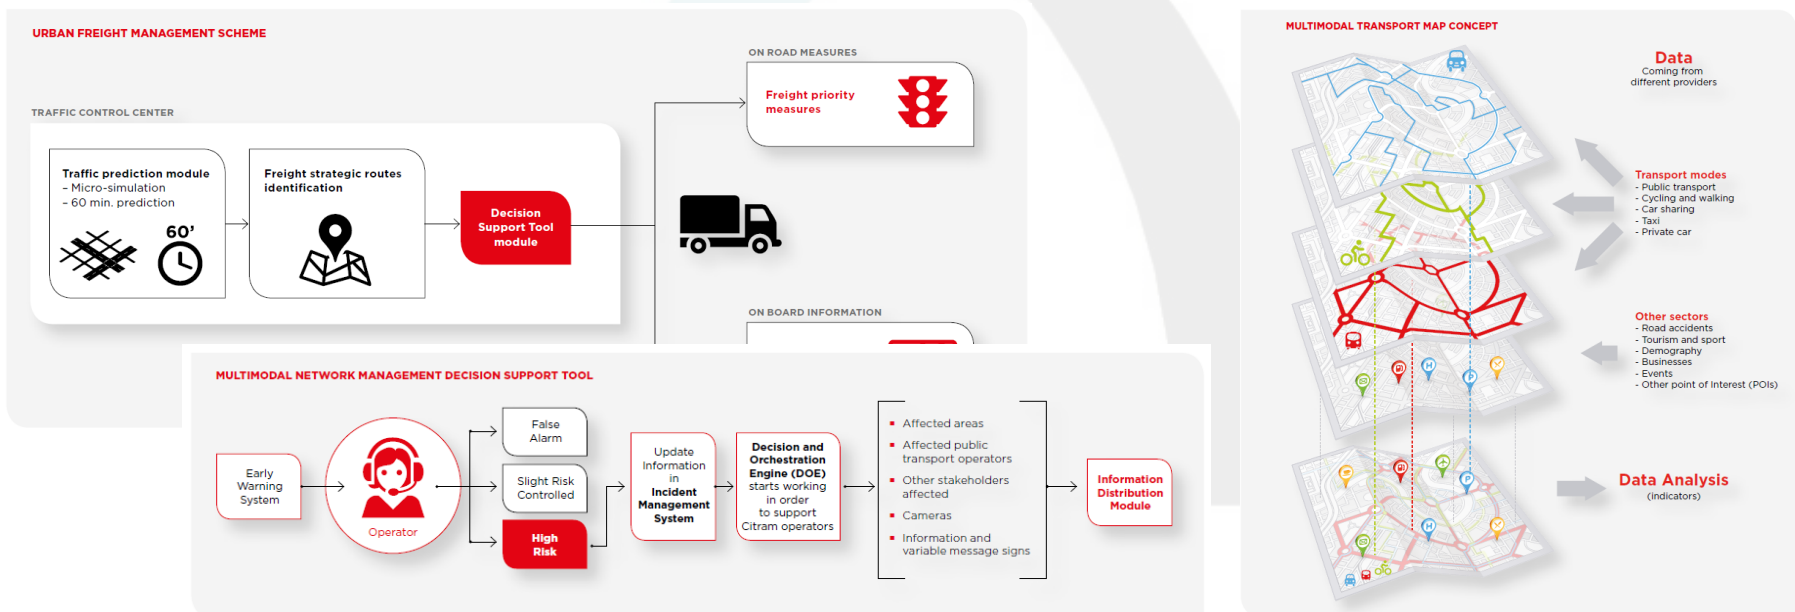 URBAN FREIGHT MANAGEMENT SCHEME
TRAFFIC CONTROL CENTER
Traffic prediction module
– Micro-simulation
– 60 min. prediction
60’
Freight strategic routes
identification
Decision
Support Tool
module
ON ROAD MEASURES
Freight priority
measures
ON BOARD INFORMATION
MULTIMODAL NETWORK MANAGEMENT DECISION SUPPORT TOOL
Early
Warning
System
Operator
False
Alarm
Slight Risk
Controlled
High
Risk
Update
Information
in
Incident
Management
System
Decision and
Orchestration
Engine (DOE)
starts working
in order
to support
Citram operators
▪ Affected areas
▪ Affected public
transport operators
▪ Other stakeholders
affected
▪ Cameras
▪ Information and
variable message signs
Information
Distribution
Module
MULTIMODAL TRANSPORT MAP CONCEPT
Data
Coming from
different providers
Transport modes
- Public transport
- Cycling and walking
- Car sharing
- Taxi
- Private car
Other sectors
- Road accidents
- Tourism and sport
- Demography
- Businesses
- Events
- Other point of Interest (POIs)
H
P
P
H
Data Analysis
(indicators)